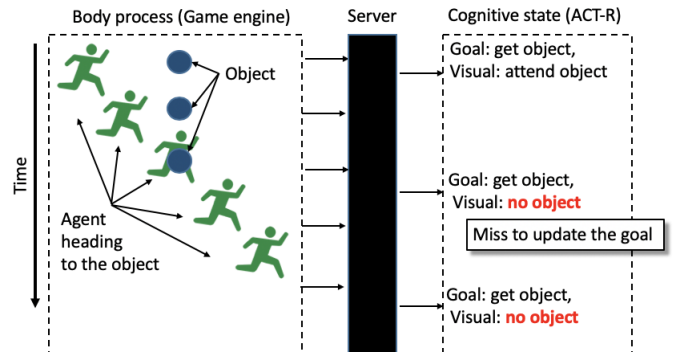 Body process (Game engine)
Server
Cognitive state (ACT-R)
Time
Object
Agent
heading
to the object
Goal: get object,
Visual: attend object
Goal: get object,
Visual: no object
Miss to update the goal
Goal: get object,
Visual: no object